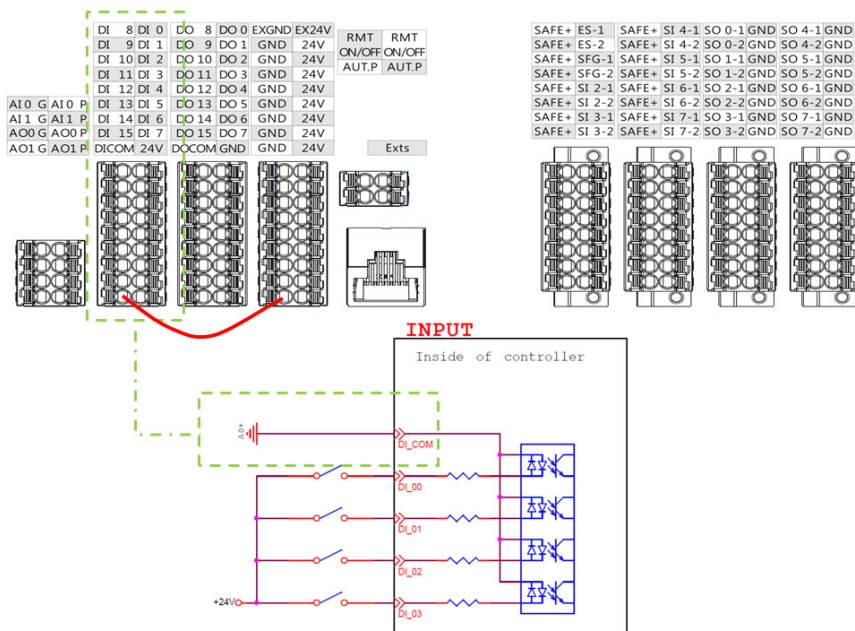 DI 8 DI 0 DO 8 DO 0 EXGND EX24V
DI 9 DI 1 DO 9 DO 1 GND 24V
DI 10 DI 2 DO 10 DO 2 GND 24V
DI 11 DI 3 DO 11 DO 3 GND 24V
DI 12 DI 4 DO 12 DO 4 GND 24V
AI0 G AI0 P DI 13 DI 5 DO 13 DO 5 GND 24V
AI1 G AI1 P DI 14 DI 6 DO 14 DO 6 GND 24V
AO0 G AO0 P DI 15 DI 7 DO 15 DO 7 GND 24V
AO1 G AO1 P DICOM 24V DOCOM GND GND 24V
RMT RMT
ON/OFF ON/OFF
AUT.P AUT.P
Exts
SAFE+ ES-1 SAFE+ SI 4-1 SO 0-1 GND SO 4-1 GND
SAFE+ ES-2 SAFE+ SI 4-2 SO 0-2 GND SO 4-2 GND
SAFE+ SFG-1 SAFE+ SI 5-1 SO 1-1 GND SO 5-1 GND
SAFE+ SFG-2 SAFE+ SI 5-2 SO 1-2 GND SO 5-2 GND
SAFE+ SI 2-1 SAFE+ SI 6-1 SO 2-1 GND SO 6-1 GND
SAFE+ SI 2-2 SAFE+ SI 6-2 SO 2-2 GND SO 6-2 GND
SAFE+ SI 3-1 SAFE+ SI 7-1 SO 3-1 GND SO 7-1 GND
SAFE+ SI 3-2 SAFE+ SI 7-2 SO 3-2 GND SO 7-2 GND
INPUT
Inside of controller
+0V
DI_COM
DI_00
DI_01
DI_02
+24V
DI_03